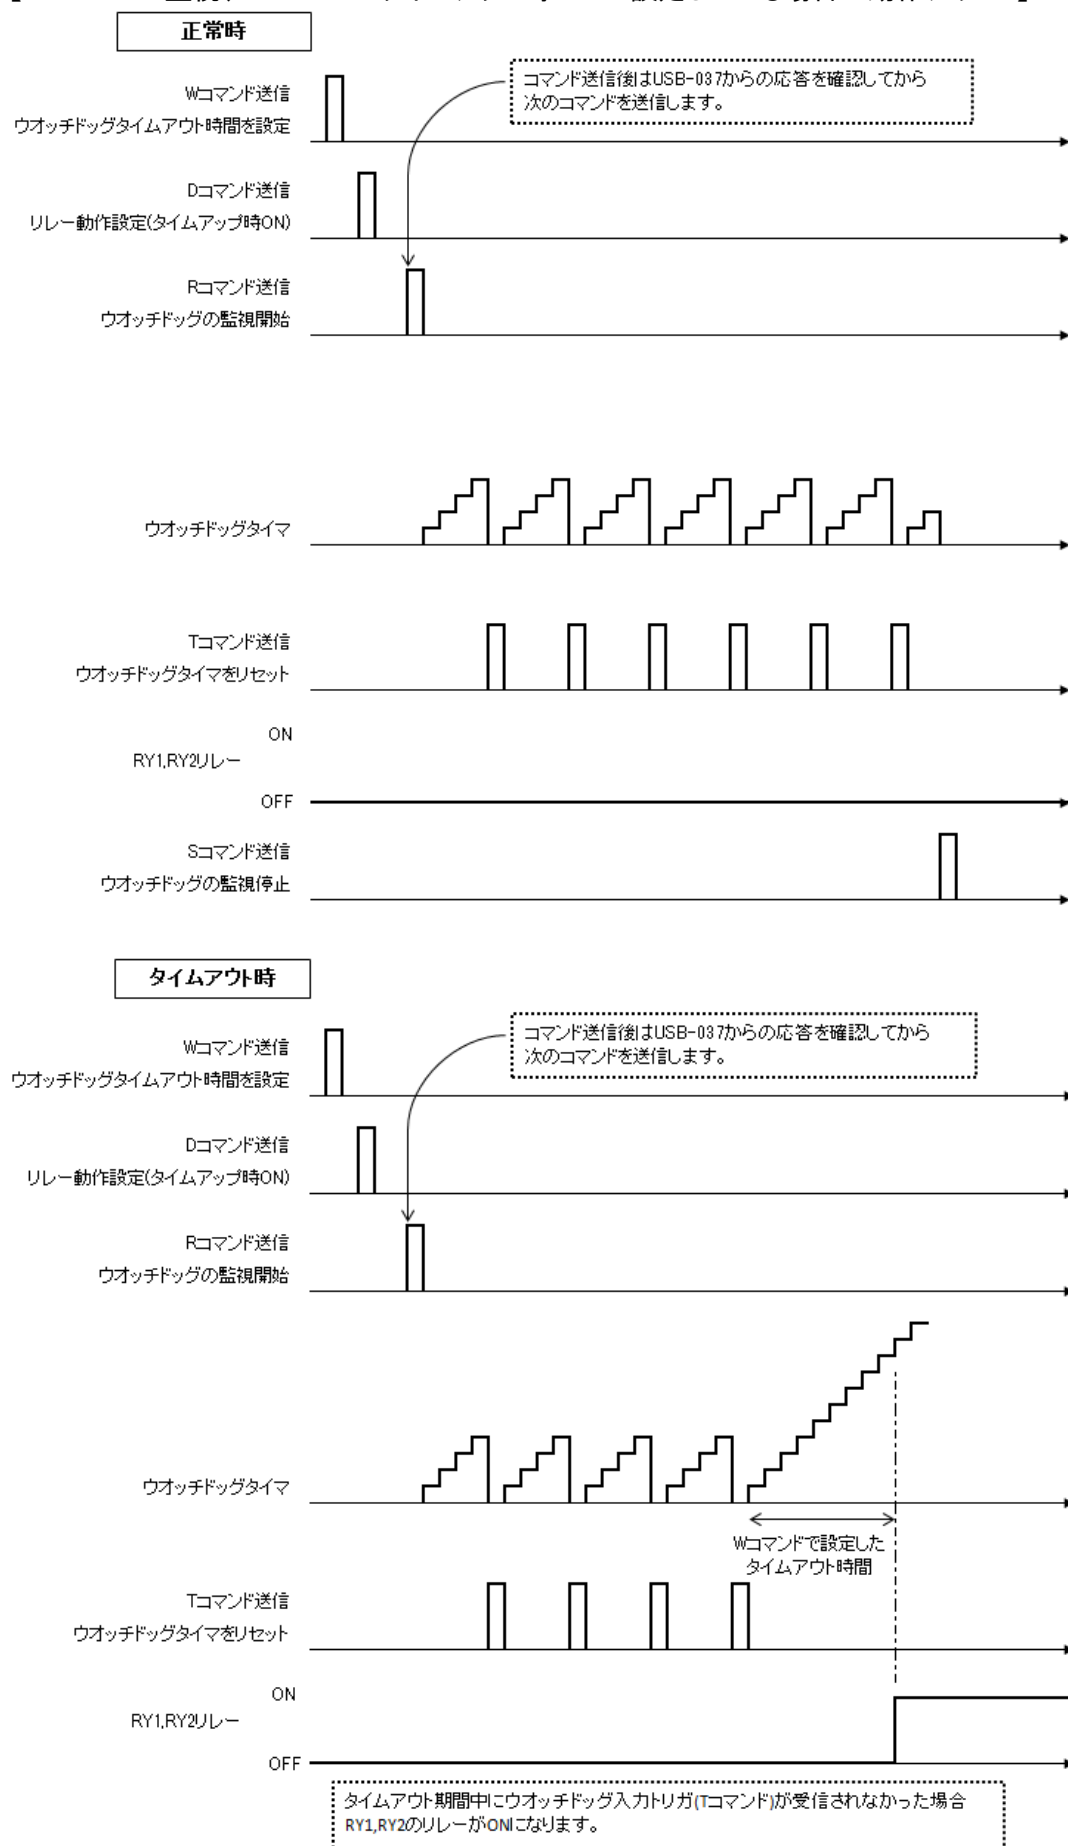 正常時
コマンド送信後はUSB-037からの応答を確認してから
次のコマンドを送信します。
Wコマンド送信
ウオッチドッグタイムアウト時間を設定
Dコマンド送信
リレー動作設定(タイムアップ時ON)
Rコマンド送信
ウオッチドッグの監視開始
ウオッチドッグタイマ
Tコマンド送信
ウオッチドッグタイマをリセット
ON
RY1,RY2リレー
OFF
Sコマンド送信
ウオッチドッグの監視停止
タイムアウト時
コマンド送信後はUSB-037からの応答を確認してから
次のコマンドを送信します。
Wコマンド送信
ウオッチドッグタイムアウト時間を設定
Dコマンド送信
リレー動作設定(タイムアップ時ON)
Rコマンド送信
ウオッチドッグの監視開始
ウオッチドッグタイマ
Wコマンドで設定した
タイムアウト時間
Tコマンド送信
ウオッチドッグタイマをリセット
ON
RY1,RY2リレー
OFF
タイムアウト期間中にウオッチドッグ入力トリガ(Tコマンド)が受信されなかった場合
RY1,RY2のリレーがONになります。